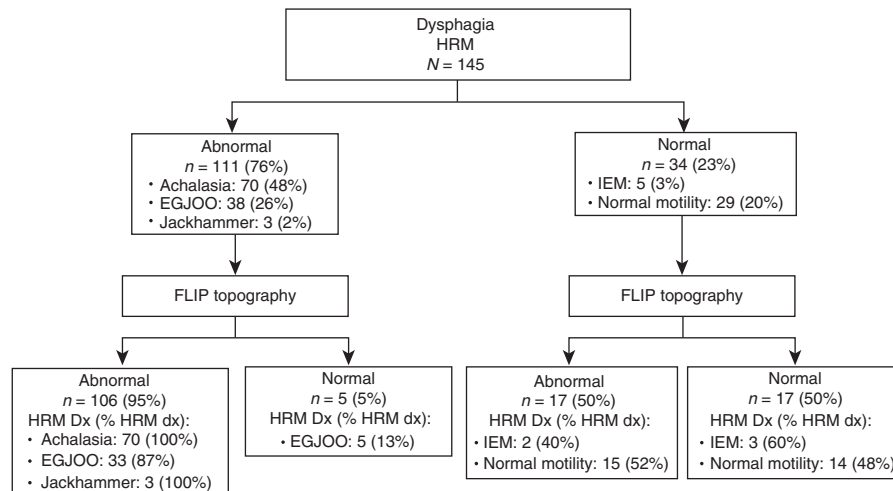 Dysphagia
HRM
N = 145
Abnormal
n = 111 (76%)
• Achalasia: 70 (48%)
• EGJOO: 38 (26%)
• Jackhammer: 3 (2%)
Normal
n = 34 (23%)
• IEM: 5 (3%)
• Normal motility: 29 (20%)
FLIP topography
FLIP topography
Abnormal
n = 106 (95%)
HRM Dx (% HRM dx):
• Achalasia: 70 (100%)
• EGJOO: 33 (87%)
• Jackhammer: 3 (100%)
Normal
n = 5 (5%)
HRM Dx (% HRM dx):
• EGJOO: 5 (13%)
Abnormal
n = 17 (50%)
HRM Dx (% HRM dx):
• IEM: 2 (40%)
• Normal motility: 15 (52%)
Normal
n = 17 (50%)
HRM Dx (% HRM dx):
• IEM: 3 (60%)
• Normal motility: 14 (48%)